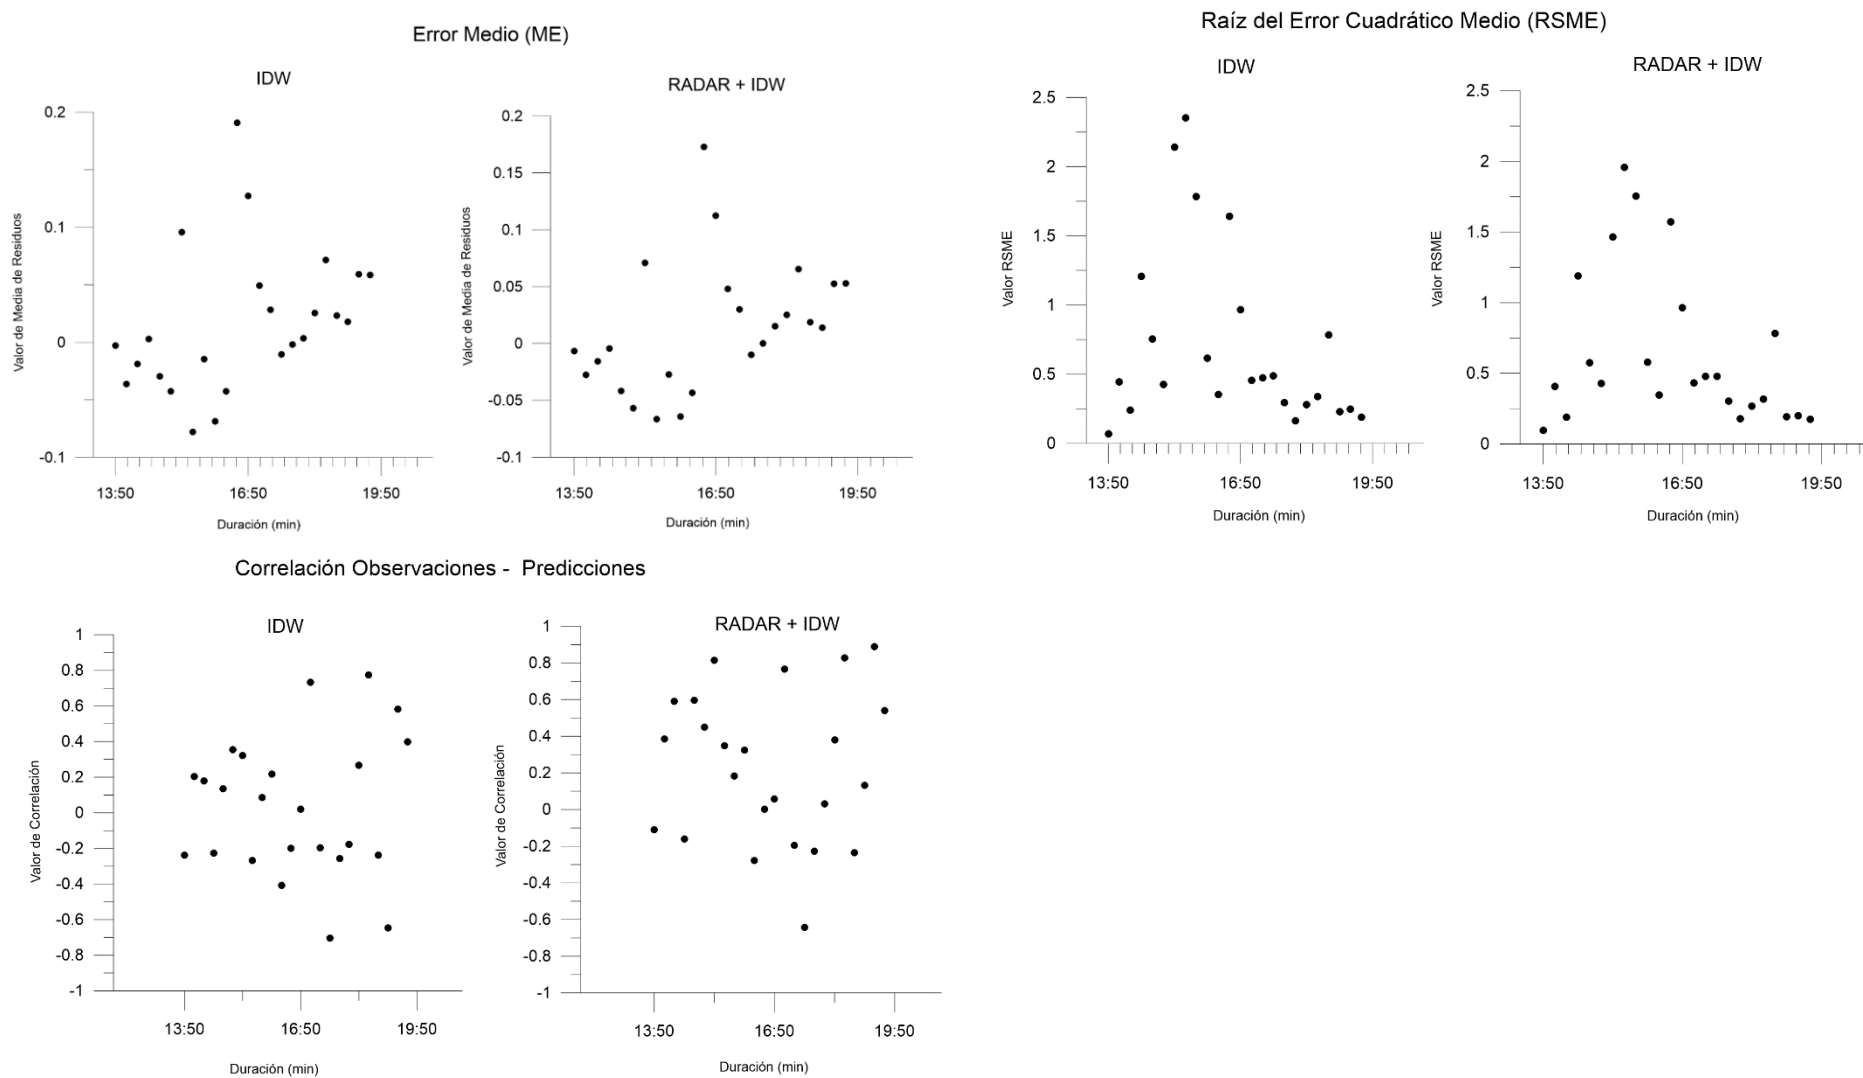 Error Medio (ME)
IDW
0.2
0.1
0
-0.1
Valor de Media de Residuos
13:50 16:50 19:50
Duración (min)
RADAR + IDW
0.2
0.15
0.1
0.05
0
-0.05
-0.1
Valor de Media de Residuos
13:50 16:50 19:50
Duración (min)
Raíz del Error Cuadrático Medio (RSME)
IDW
2.5
2
1.5
1
0.5
0
Valor RSME
13:50 16:50 19:50
Duración (min)
RADAR + IDW
2.5
2
1.5
1
0.5
0
Valor RSME
13:50 16:50 19:50
Duración (min)
Correlación Observaciones - Predicciones
IDW
1
0.8
0.6
0.4
0.2
0
-0.2
-0.4
-0.6
-0.8
-1
Valor de Correlación
13:50 16:50 19:50
Duración (min)
RADAR + IDW
1
0.8
0.6
0.4
0.2
0
-0.2
-0.4
-0.6
-0.8
-1
Valor de Correlación
13:50 16:50 19:50
Duración (min)